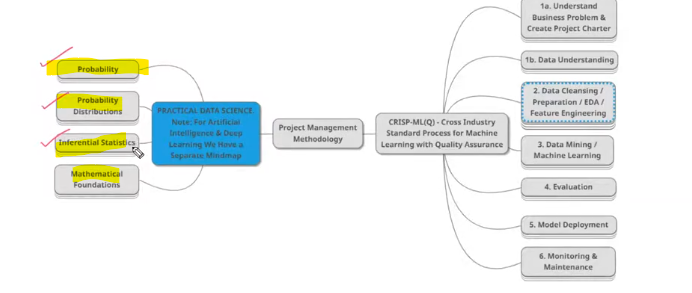 Probability
Probability
Distributions
Inferential Statistics
Mathematical
Foundations
PRACTICAL DATA SCIENCE
Note: For Artificial
Intelligence & Deep
Learning We Have a
Separate Mindmap
Project Management
Methodology
CRISP-ML(Q) - Cross Industry
Standard Process for Machine
Learning with Quality Assurance
1a. Understand
Business Problem &
Create Project Charter
1b. Data Understanding
2. Data Cleansing /
Preparation / EDA /
Feature Engineering
3. Data Mining /
Machine Learning
4. Evaluation
5. Model Deployment
6. Monitoring &
Maintenance